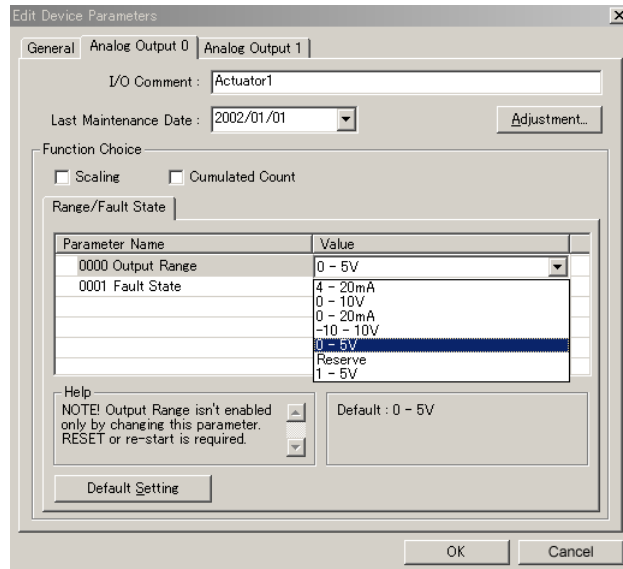 Edit Device Parameters
General Analog Output 0 Analog Output 1
I/O Comment : Actuator1
Last Maintenance Date : 2002/01/01 Adjustment...
Function Choice
Scaling Cumulated Count
Range/Fault State
Parameter Name Value
0000 Output Range 0 - 5V
0001 Fault State
4 - 20mA
0 - 10V
0 - 20mA
-10 - 10V
0 - 5V
Reserve
1 - 5V
Help
NOTE! Output Range isn't enabled
only by changing this parameter.
RESET or re-start is required.
Default : 0 - 5V
Default Setting
OK Cancel